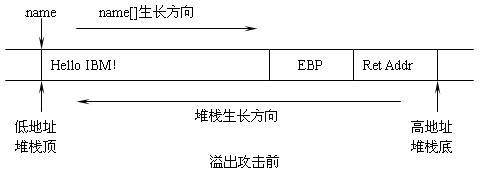 name
name[]生长方向
Hello IBM!
EBP
Ret Addr
堆栈生长方向
低地址
堆栈顶
高地址
堆栈底
溢出攻击前